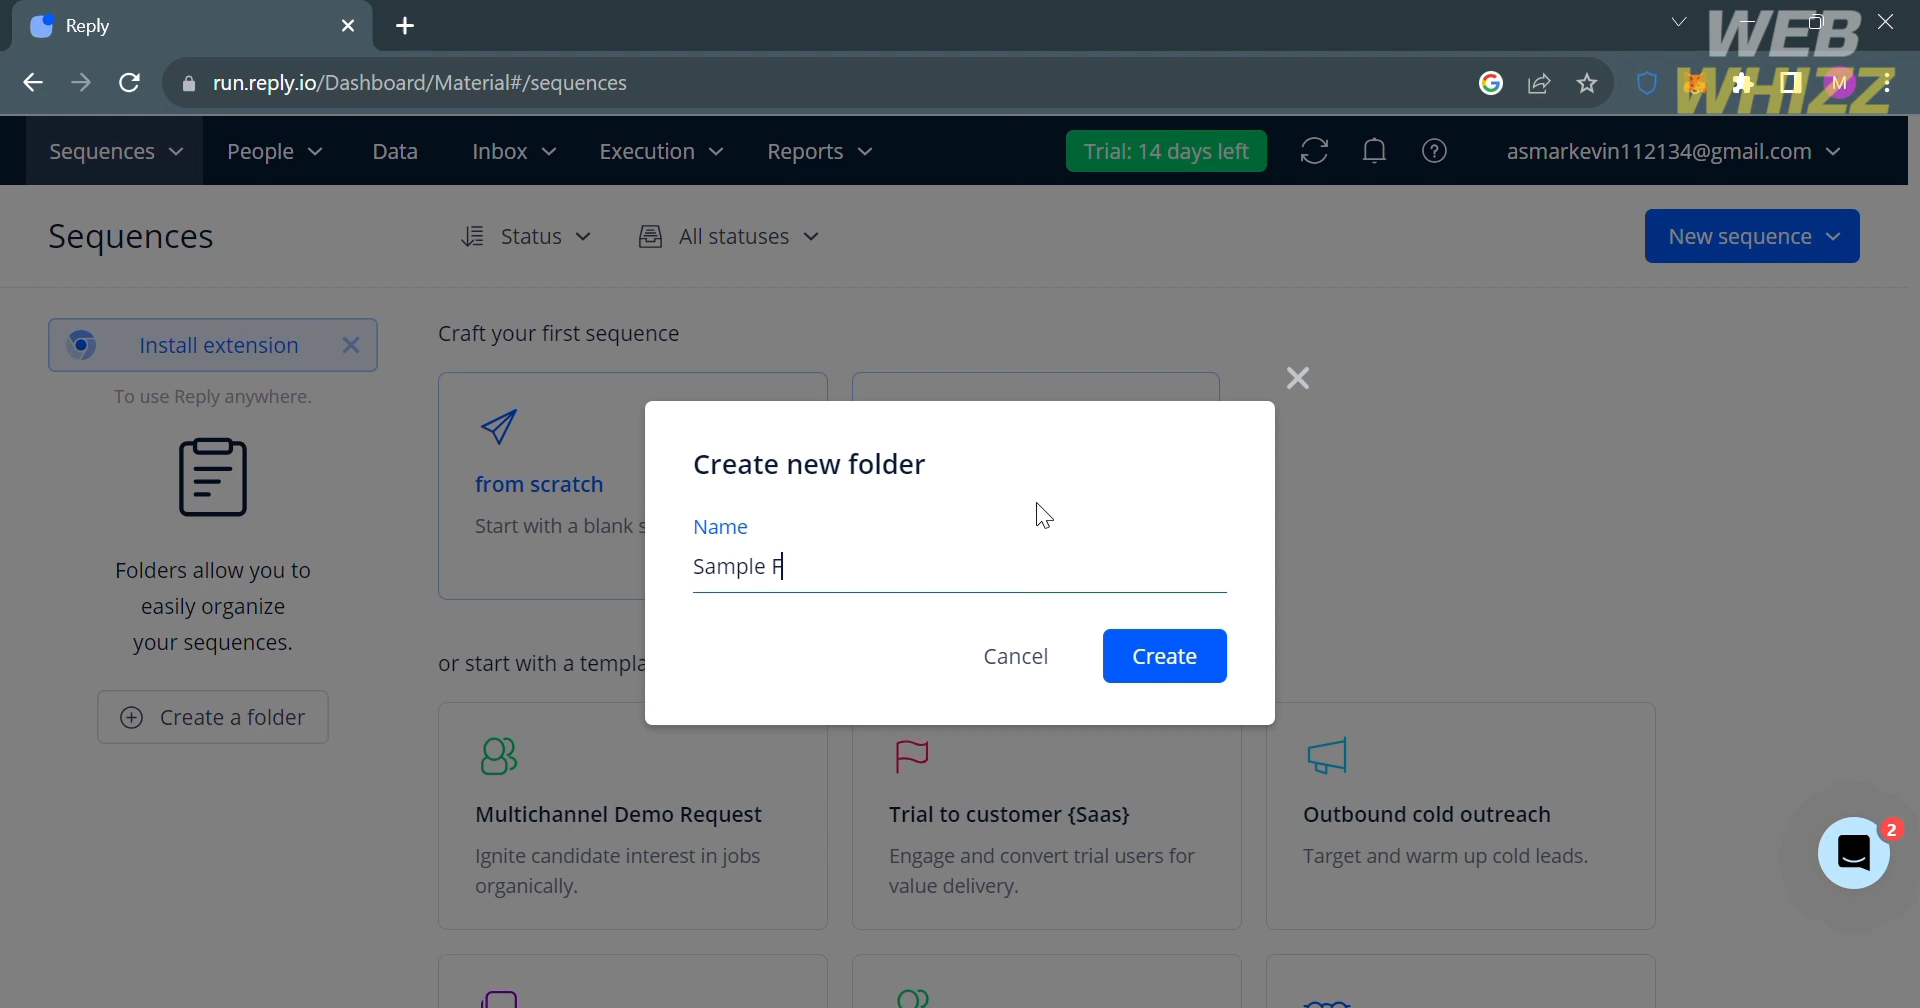 Reply
WEB
WHIZZ
run.reply.io/Dashboard/Material#/sequences
M
Sequences People Data Inbox Execution Reports Trial: 14 days left asmarkevin112134@gmail.com
Sequences Status All statuses New sequence
Install extension
To use Reply anywhere.
Folders allow you to
easily organize
your sequences.
Create a folder
Craft your first sequence
from scratch
Start with a blank s
Create new folder
Name
Sample F
Cancel Create
or start with a templa
Multichannel Demo Request
Ignite candidate interest in jobs
organically.
Trial to customer {Saas}
Engage and convert trial users for
value delivery.
Outbound cold outreach
Target and warm up cold leads.
2